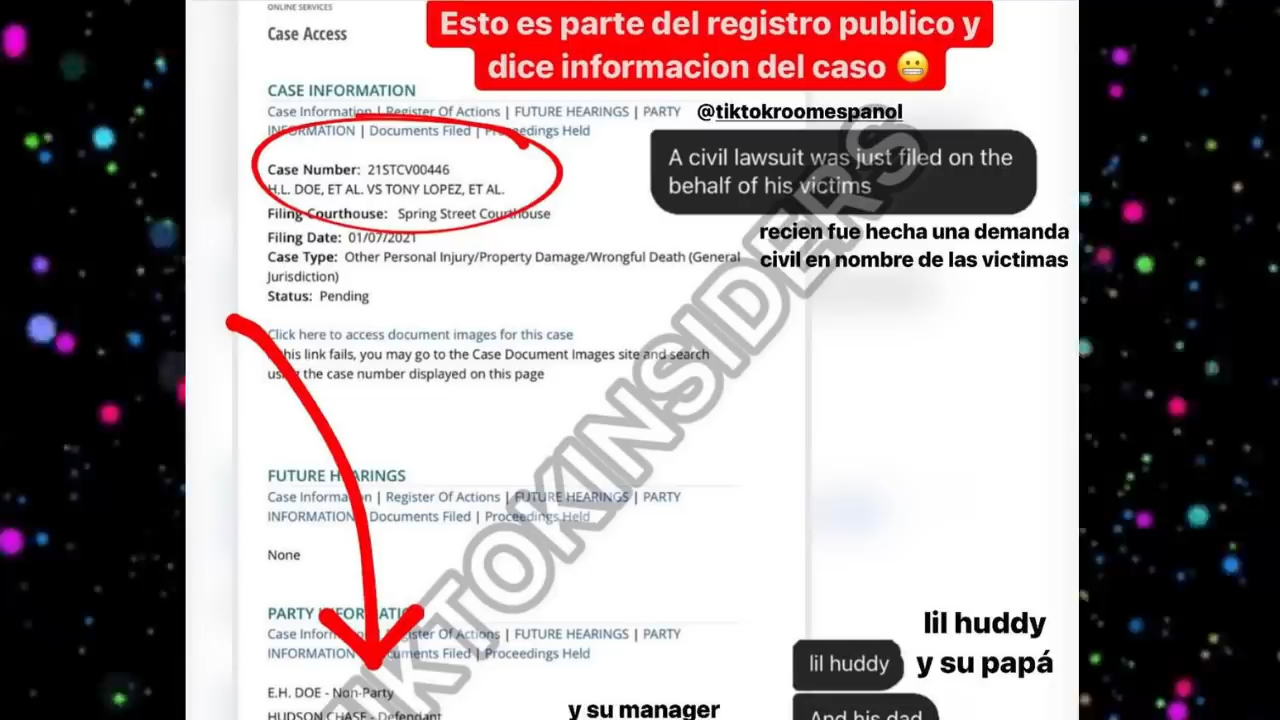 ONLINE SERVICES
Case Access
Esto es parte del registro publico y
dice informacion del caso 😬
@tiktokroomespanol
CASE INFORMATION
Case Information | Register Of Actions | FUTURE HEARINGS | PARTY
INFORMATION | Documents Filed | Proceedings Held
Case Number: 21STCV00446
H.L. DOE, ET AL. VS TONY LOPEZ, ET AL.
Filing Courthouse: Spring Street Courthouse
Filing Date: 01/07/2021
Case Type: Other Personal Injury/Property Damage/Wrongful Death (General
Jurisdiction)
Status: Pending
A civil lawsuit was just filed on the
behalf of his victims
recien fue hecha una demanda
civil en nombre de las victimas
Click here to access document images for this case
If this link fails, you may go to the Case Document Images site and search
using the case number displayed on this page
FUTURE HEARINGS
Case Information | Register Of Actions | FUTURE HEARINGS | PARTY
INFORMATION | Documents Filed | Proceedings Held
None
PARTY INFORMATION
Case Information | Register Of Actions | FUTURE HEARINGS | PARTY
INFORMATION | Documents Filed | Proceedings Held
E.H. DOE - Non-Party
HUDSON CHASE - Defendant
lil huddy
y su papá
lil huddy
And his dad
y su manager
TIKTOKINSIDERS